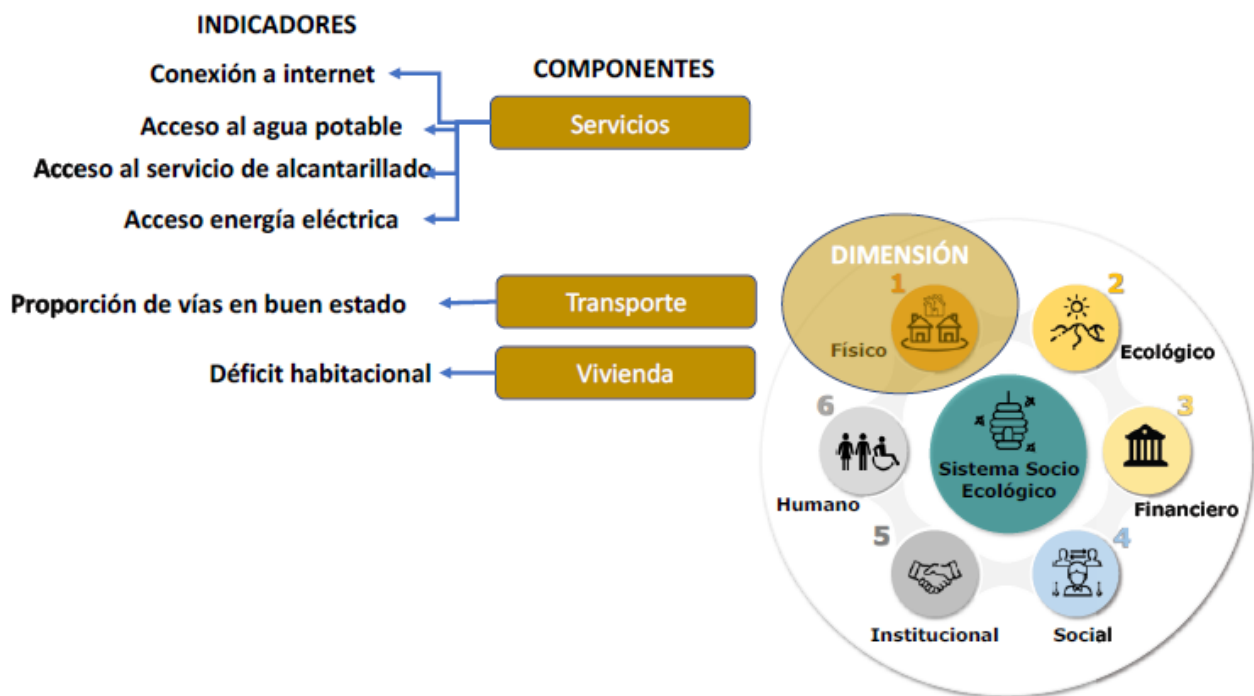 INDICADORES
Conexión a internet
Acceso al agua potable
Acceso al servicio de alcantarillado
Acceso energía eléctrica
Proporción de vías en buen estado
Déficit habitacional
COMPONENTES
Servicios
Transporte
Vivienda
DIMENSIÓN
1
Físico
2
Ecológico
3
Financiero
4
Social
5
Institucional
6
Humano
Sistema Socio
Ecológico